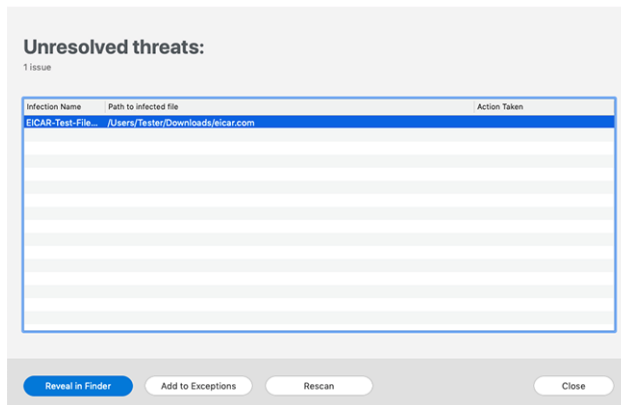 Unresolved threats:
1 issue
Infection Name Path to infected file Action Taken
EICAR-Test-File... /Users/Tester/Downloads/eicar.com
Reveal in Finder Add to Exceptions Rescan Close